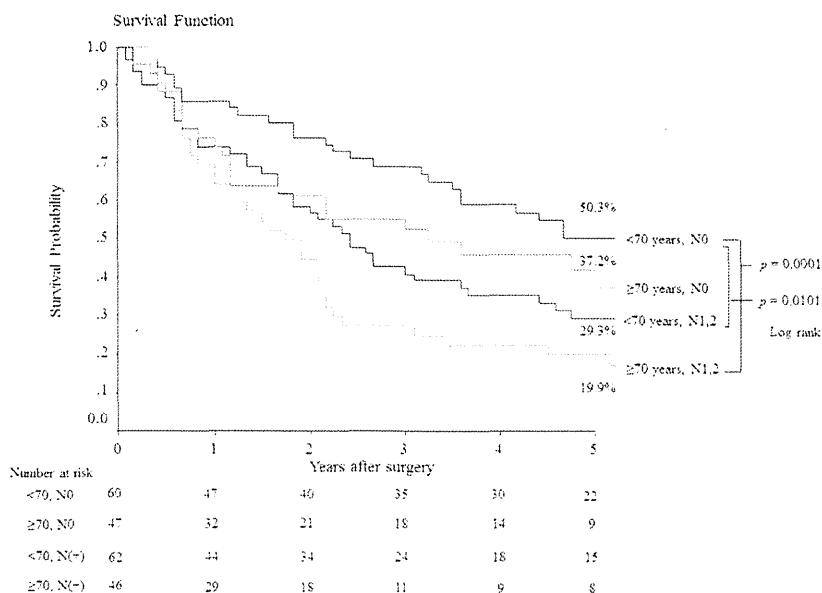 Survival Function
Survival Probability
1.0
.9
.8
.7
.6
.5
.4
.3
.2
.1
0.0
50.3%
<70 years, N0
37.2%
≥70 years, N0
<70 years, N1,2
29.3%
≥70 years, N1,2
19.9%
p = 0.0001
p = 0.0101
Log rank
0 1 2 3 4 5
Years after surgery
Number at risk
<70, N0 60 47 40 35 30 22
≥70, N0 47 32 21 18 14 9
<70, N(+) 62 44 34 24 18 15
≥70, N(+) 46 29 18 11 9 8